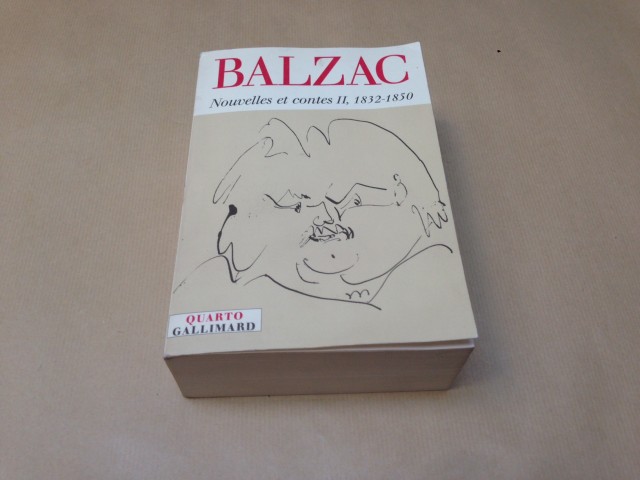 BALZAC
Nouvelles et contes II, 1832-1850
QUARTO
GALLIMARD